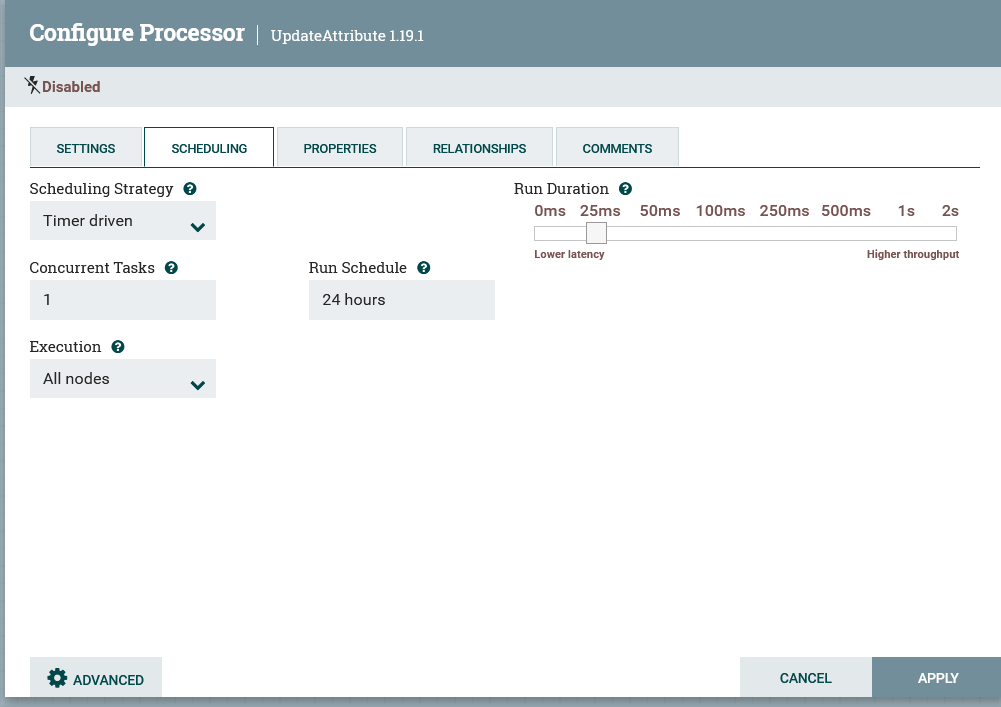 Configure Processor | UpdateAttribute 1.19.1
Disabled
SETTINGS SCHEDULING PROPERTIES RELATIONSHIPS COMMENTS
Scheduling Strategy ? Run Duration ?
0ms 25ms 50ms 100ms 250ms 500ms 1s 2s
Timer driven
Lower latency Higher throughput
Concurrent Tasks ? Run Schedule ?
1 24 hours
Execution ?
All nodes
ADVANCED CANCEL APPLY